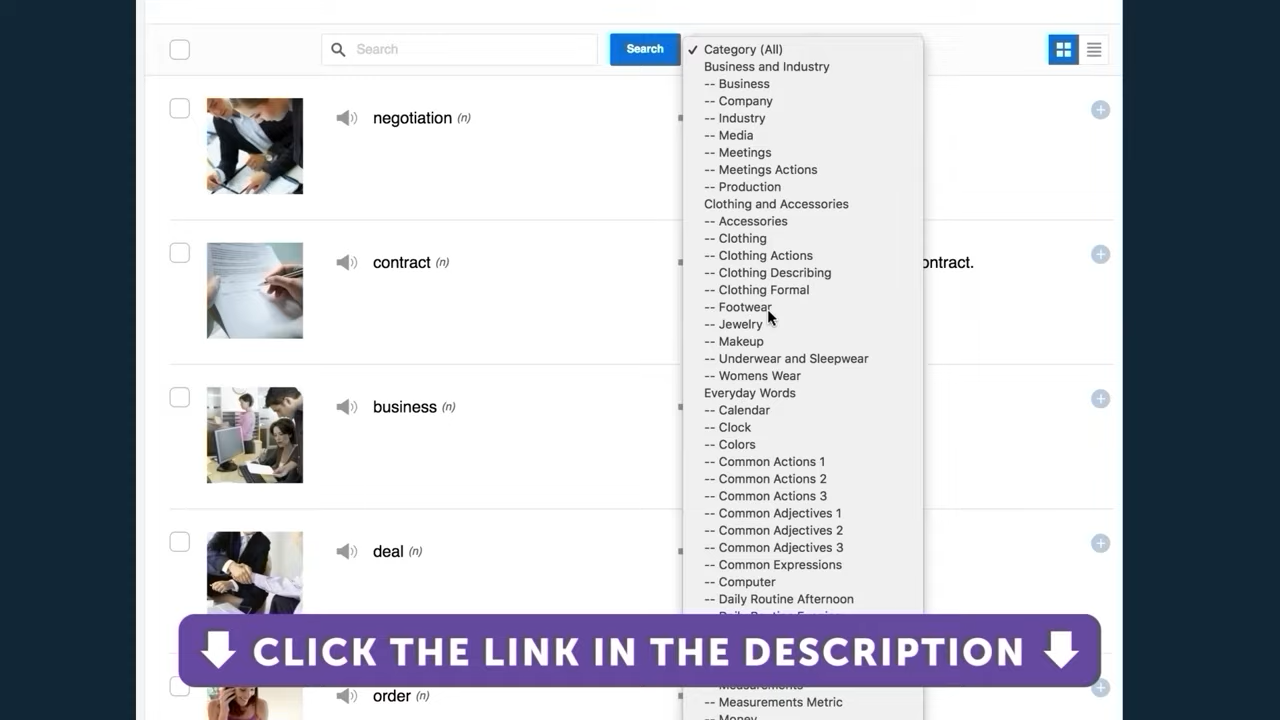 Search
Search
✓ Category (All)
Business and Industry
-- Business
-- Company
-- Industry
-- Media
-- Meetings
-- Meetings Actions
-- Production
Clothing and Accessories
-- Accessories
-- Clothing
-- Clothing Actions
-- Clothing Describing
-- Clothing Formal
-- Footwear
-- Jewelry
-- Makeup
-- Underwear and Sleepwear
-- Womens Wear
Everyday Words
-- Calendar
-- Clock
-- Colors
-- Common Actions 1
-- Common Actions 2
-- Common Actions 3
-- Common Adjectives 1
-- Common Adjectives 2
-- Common Adjectives 3
-- Common Expressions
-- Computer
-- Daily Routine Afternoon
-- Measurements Metric
negotiation (n)
contract (n)
ontract.
business (n)
deal (n)
CLICK THE LINK IN THE DESCRIPTION
order (n)